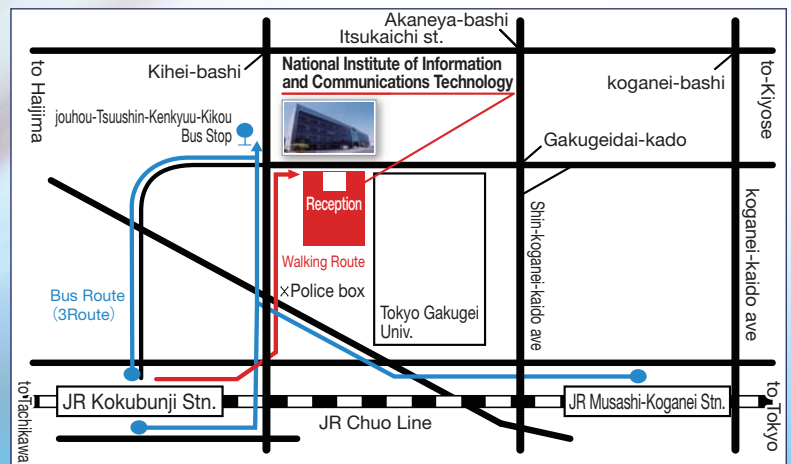 Akaneya-bashi
Itsukaichi st.
to Haijima
Kihei-bashi
National Institute of Information
and Communications Technology
koganei-bashi
to-Kiyose
jouhou-Tsuushin-Kenkyuu-Kikou
Bus Stop
Gakugeidai-kado
Reception
Shin-koganei-kaido ave
koganei-kaido ave
Walking Route
×Police box
Bus Route
(3Route)
Tokyo Gakugei
Univ.
to Tachikawa
JR Kokubunji Stn.
JR Chuo Line
JR Musashi-Koganei Stn.
to Tokyo